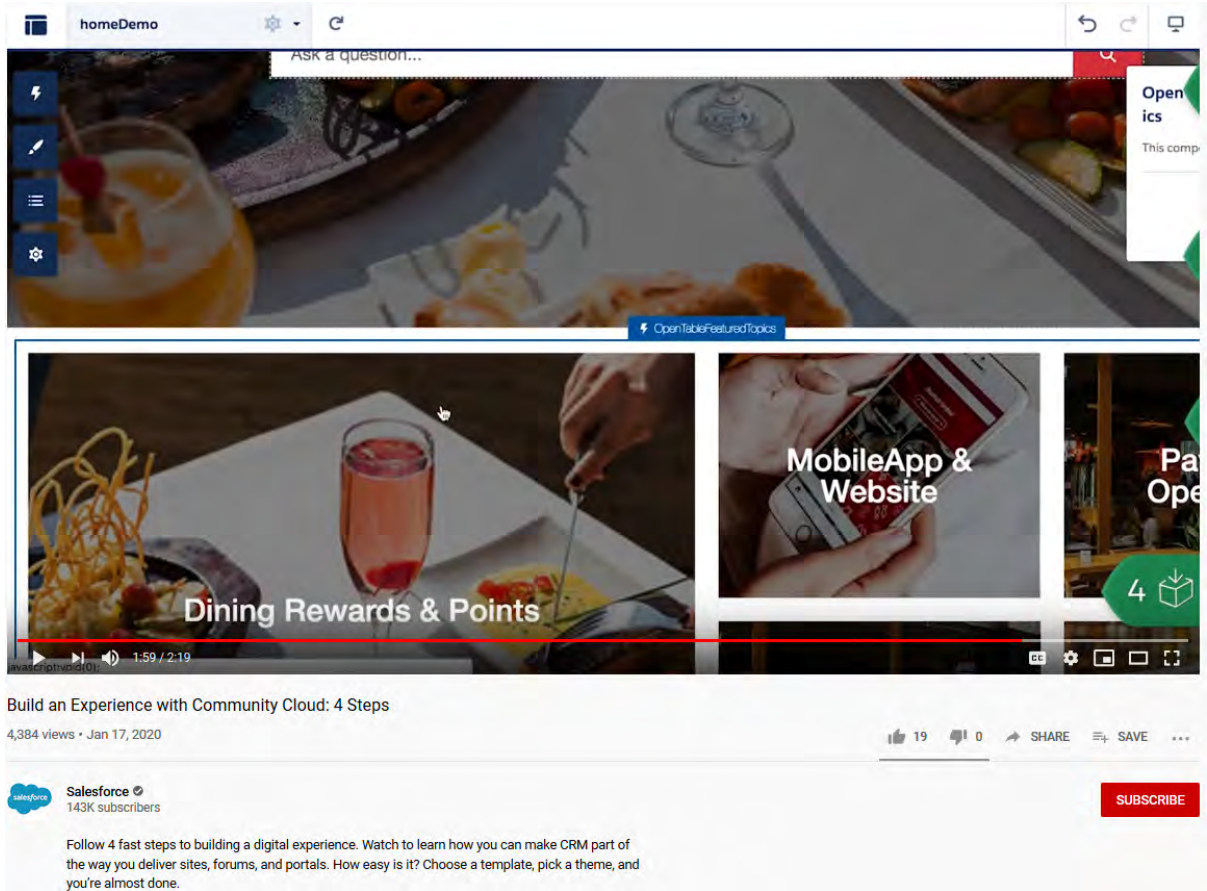 homeDemo
Ask a question...
Open
ics
This comp
OpenTableFeaturedTopics
Dining Rewards & Points
MobileApp &
Website
Pa
Ope
4
javascript:void(0);
1:59 / 2:19
CC
Build an Experience with Community Cloud: 4 Steps
4,384 views • Jan 17, 2020
19
0
SHARE
SAVE
salesforce
Salesforce
143K subscribers
SUBSCRIBE
Follow 4 fast steps to building a digital experience. Watch to learn how you can make CRM part of
the way you deliver sites, forums, and portals. How easy is it? Choose a template, pick a theme, and
you're almost done.